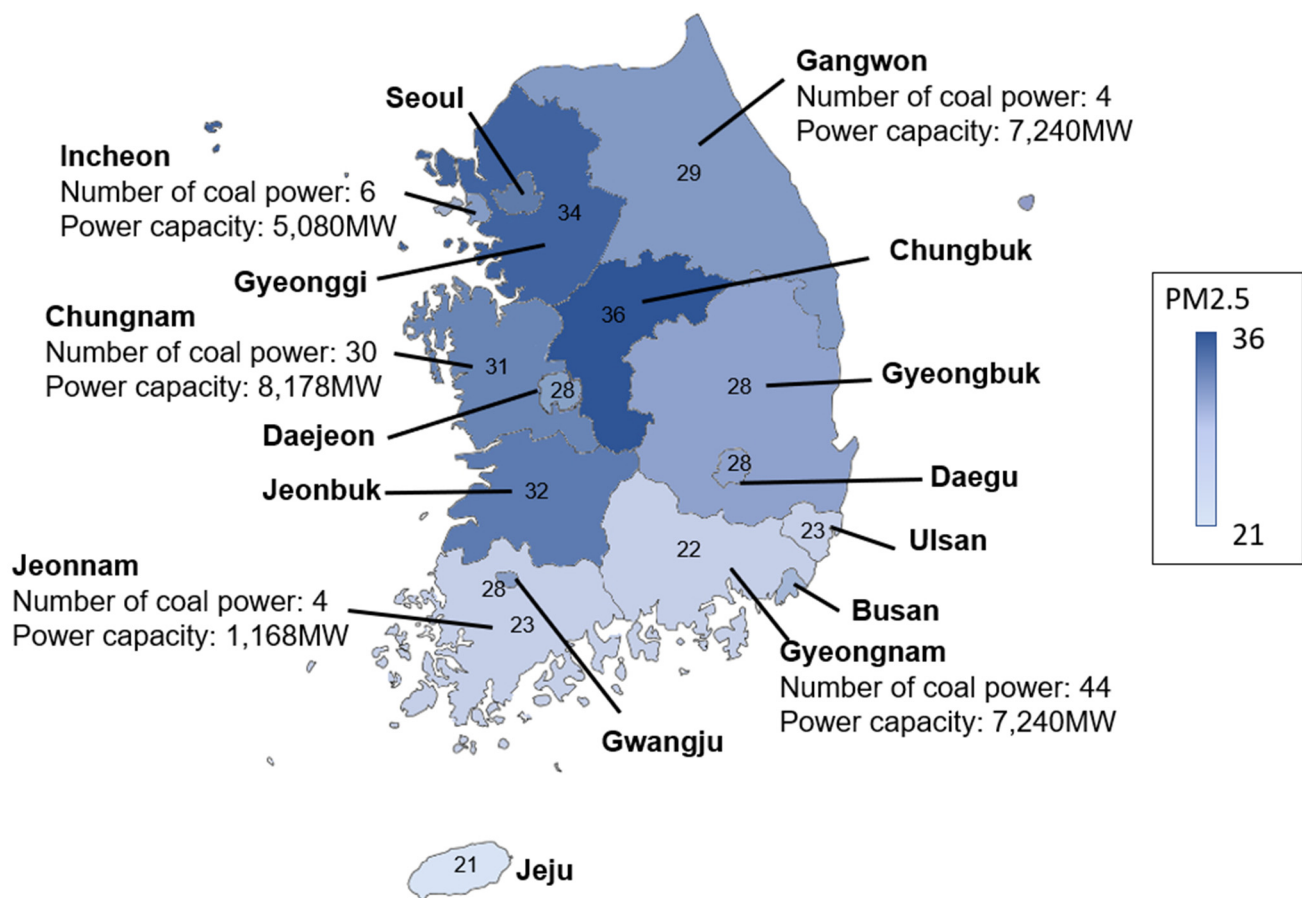 Gangwon
Number of coal power: 4
Power capacity: 7,240MW
Seoul
Incheon
Number of coal power: 6
Power capacity: 5,080MW
29
34
Chungbuk
Gyeonggi
PM2.5
36
21
Chungnam
Number of coal power: 30
Power capacity: 8,178MW
36
31
28
Gyeongbuk
28
Daejeon
28
Daegu
Jeonbuk
32
23
Ulsan
22
Jeonnam
Number of coal power: 4
Power capacity: 1,168MW
28
23
Busan
Gyeongnam
Number of coal power: 44
Power capacity: 7,240MW
Gwangju
21
Jeju